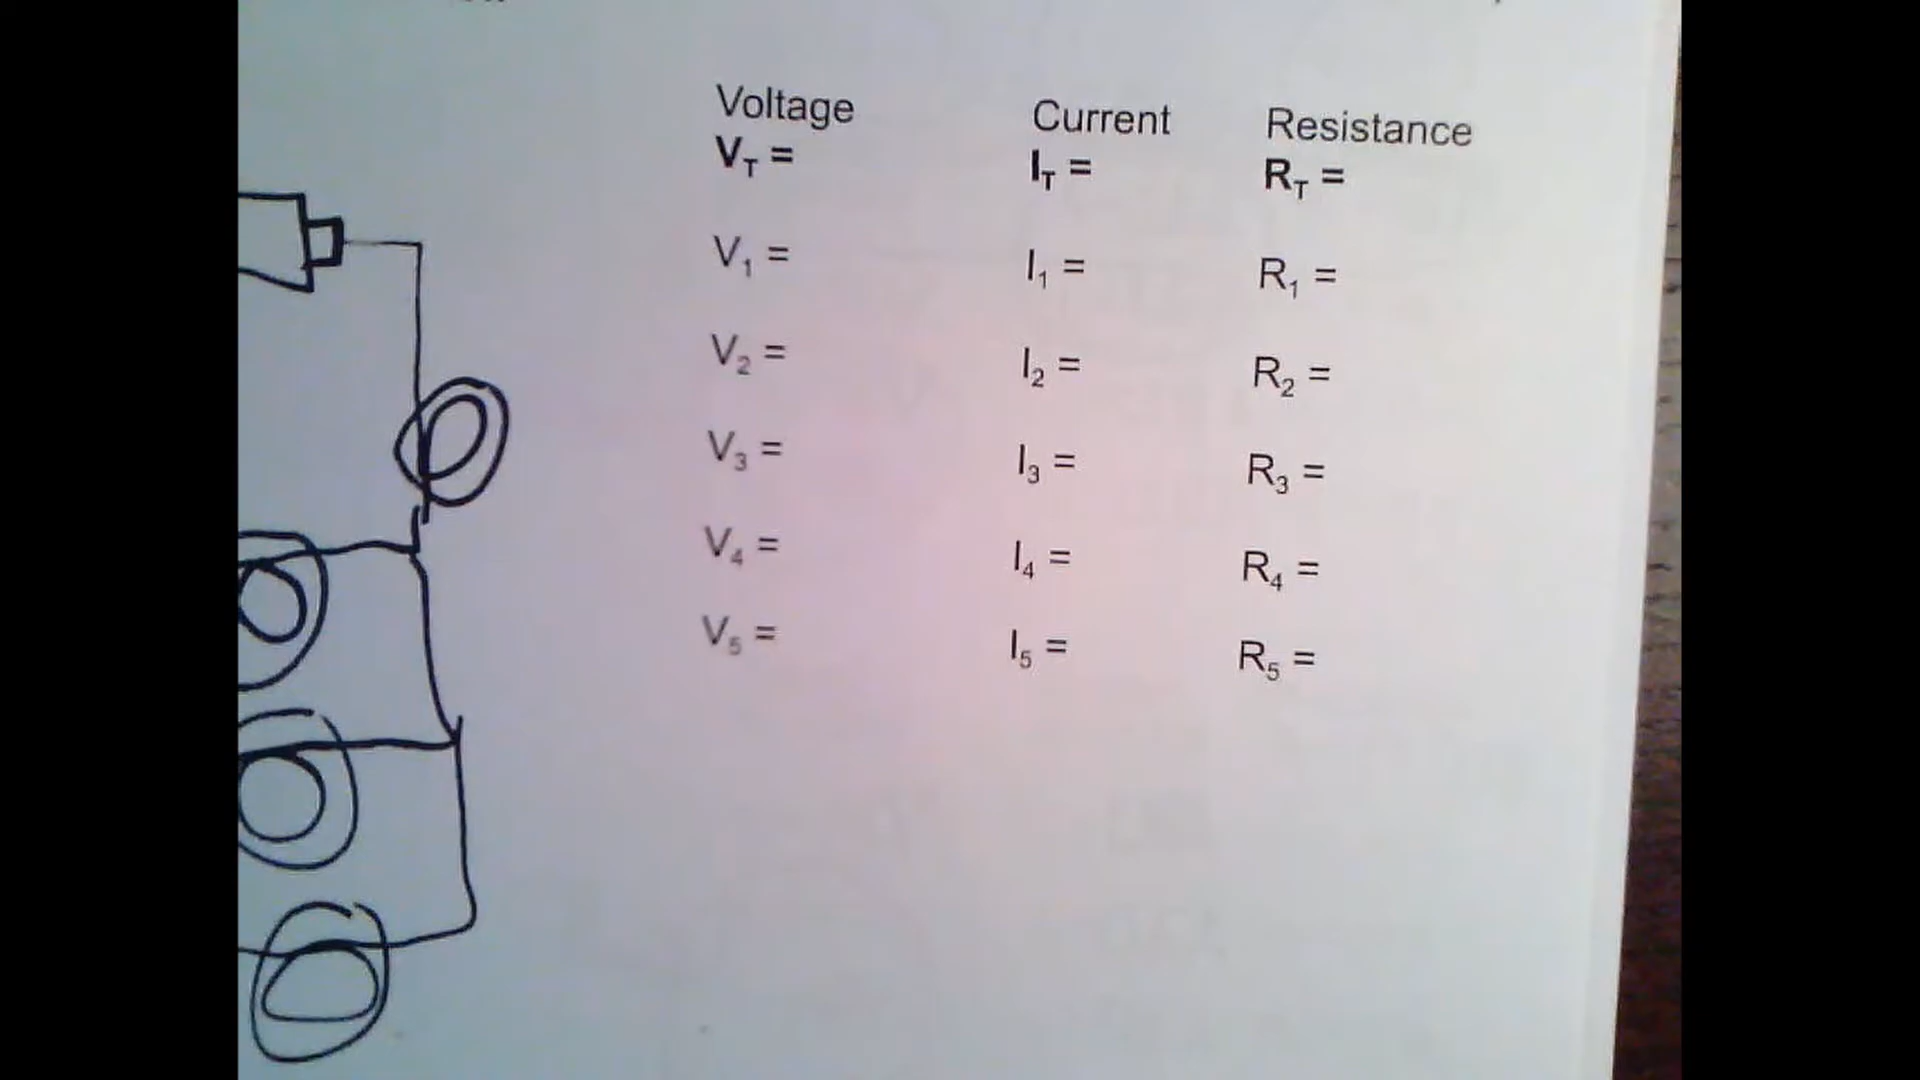 Voltage Current Resistance
V_T = I_T = R_T =
V₁ = I₁ = R₁ =
V₂ = I₂ = R₂ =
V₃ = I₃ = R₃ =
V₄ = I₄ = R₄ =
V₅ = I₅ = R₅ =